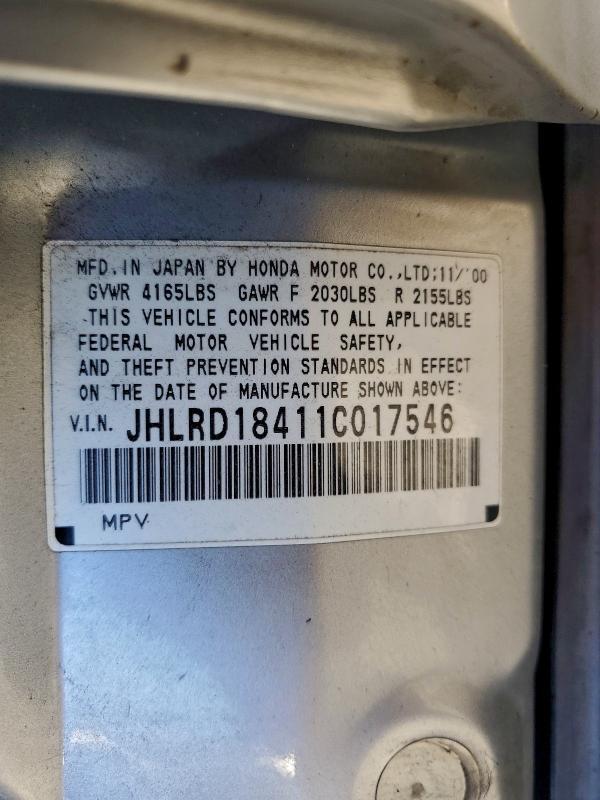 MFD. IN JAPAN BY HONDA MOTOR CO.,LTD;11/'00
GVWR 4165LBS GAWR F 2030LBS R 2155LBS
THIS VEHICLE CONFORMS TO ALL APPLICABLE
FEDERAL MOTOR VEHICLE SAFETY,
AND THEFT PREVENTION STANDARDS IN EFFECT
ON THE DATE OF MANUFACTURE SHOWN ABOVE:
V.I.N. JHLRD18411C017546
MPV